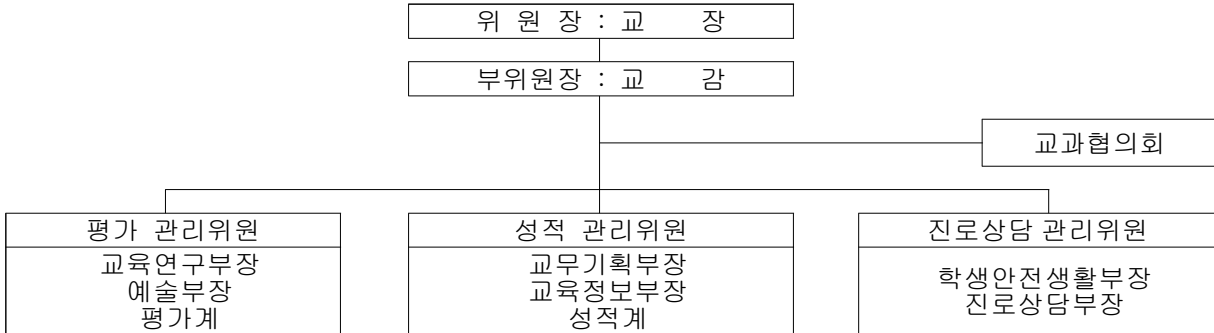 위 원 장 : 교 장
부위원장 : 교 감
교과협의회
평가 관리위원
교육연구부장
예술부장
평가계
성적 관리위원
교무기획부장
교육정보부장
성적계
진로상담 관리위원
학생안전생활부장
진로상담부장